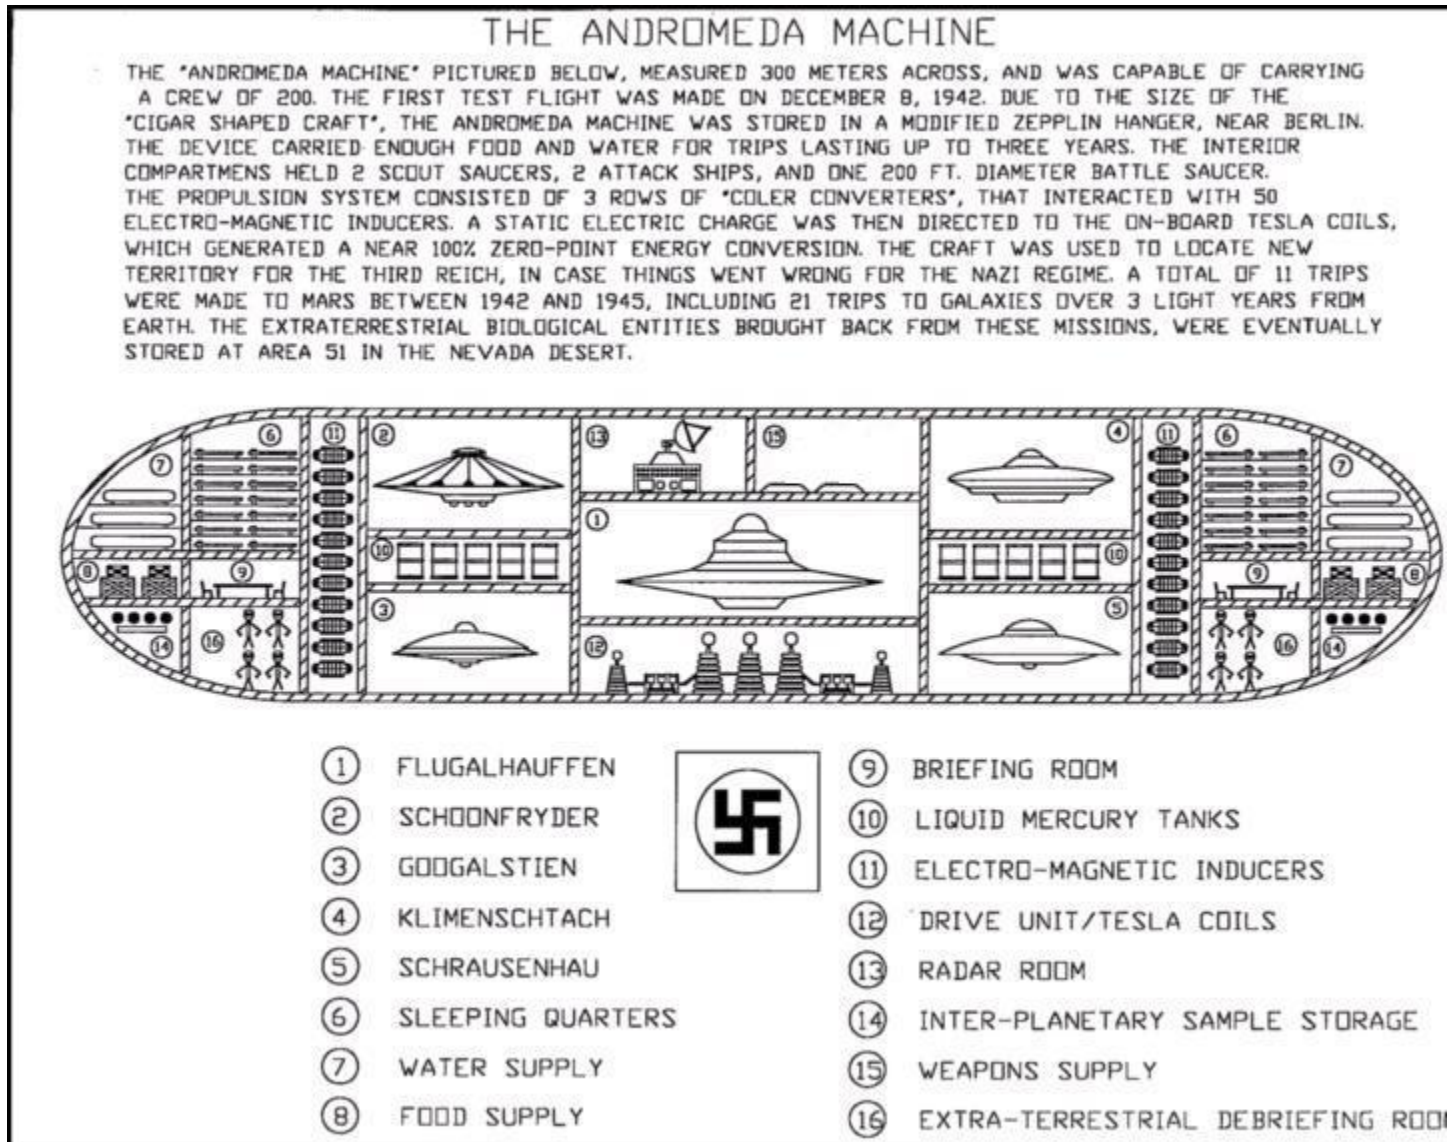 THE ANDROMEDA MACHINE
THE "ANDROMEDA MACHINE" PICTURED BELOW, MEASURED 300 METERS ACROSS, AND WAS CAPABLE OF CARRYING
A CREW OF 200. THE FIRST TEST FLIGHT WAS MADE ON DECEMBER 8, 1942. DUE TO THE SIZE OF THE
"CIGAR SHAPED CRAFT", THE ANDROMEDA MACHINE WAS STORED IN A MODIFIED ZEPPLIN HANGER, NEAR BERLIN.
THE DEVICE CARRIED ENOUGH FOOD AND WATER FOR TRIPS LASTING UP TO THREE YEARS. THE INTERIOR
COMPARTMENS HELD 2 SCOUT SAUCERS, 2 ATTACK SHIPS, AND ONE 200 FT. DIAMETER BATTLE SAUCER.
THE PROPULSION SYSTEM CONSISTED OF 3 ROWS OF "COLER CONVERTERS", THAT INTERACTED WITH 50
ELECTRO-MAGNETIC INDUCERS. A STATIC ELECTRIC CHARGE WAS THEN DIRECTED TO THE ON-BOARD TESLA COILS,
WHICH GENERATED A NEAR 100% ZERO-POINT ENERGY CONVERSION. THE CRAFT WAS USED TO LOCATE NEW
TERRITORY FOR THE THIRD REICH, IN CASE THINGS WENT WRONG FOR THE NAZI REGIME. A TOTAL OF 11 TRIPS
WERE MADE TO MARS BETWEEN 1942 AND 1945, INCLUDING 21 TRIPS TO GALAXIES OVER 3 LIGHT YEARS FROM
EARTH. THE EXTRATERRESTRIAL BIOLOGICAL ENTITIES BROUGHT BACK FROM THESE MISSIONS, WERE EVENTUALLY
STORED AT AREA 51 IN THE NEVADA DESERT.
6 11 2 13 15 4 11 6
7 7
1
10 10
8 9 9 8
3 5
14 16 12 16 14
1 FLUGALHAUFFEN
2 SCHOONFRYDER
3 GOOGALSTIEN
4 KLIMENSCHTACH
5 SCHRAUSENHAU
6 SLEEPING QUARTERS
7 WATER SUPPLY
8 FOOD SUPPLY
9 BRIEFING ROOM
10 LIQUID MERCURY TANKS
11 ELECTRO-MAGNETIC INDUCERS
12 DRIVE UNIT/TESLA COILS
13 RADAR ROOM
14 INTER-PLANETARY SAMPLE STORAGE
15 WEAPONS SUPPLY
16 EXTRA-TERRESTRIAL DEBRIEFING ROOM